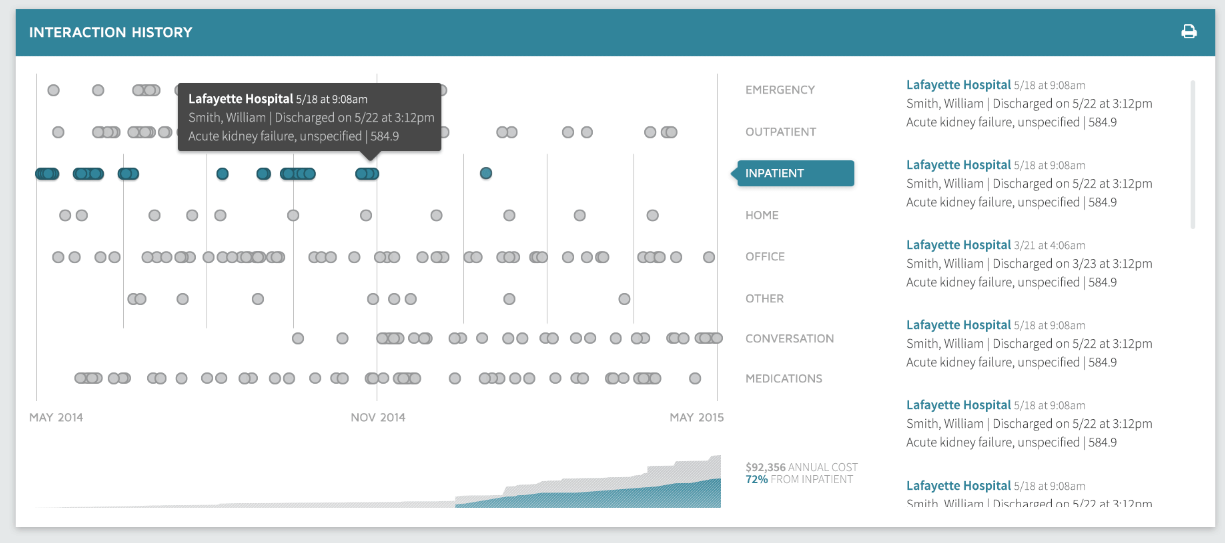 INTERACTION HISTORY
Lafayette Hospital 5/18 at 9:08am
Smith, William | Discharged on 5/22 at 3:12pm
Acute kidney failure, unspecified | 584.9
EMERGENCY
OUTPATIENT
INPATIENT
HOME
OFFICE
OTHER
CONVERSATION
MEDICATIONS
MAY 2014
NOV 2014
MAY 2015
$92,356 ANNUAL COST
72% FROM INPATIENT
Lafayette Hospital 5/18 at 9:08am
Smith, William | Discharged on 5/22 at 3:12pm
Acute kidney failure, unspecified | 584.9
Lafayette Hospital 5/18 at 9:08am
Smith, William | Discharged on 5/22 at 3:12pm
Acute kidney failure, unspecified | 584.9
Lafayette Hospital 3/21 at 4:06am
Smith, William | Discharged on 3/23 at 3:12pm
Acute kidney failure, unspecified | 584.9
Lafayette Hospital 5/18 at 9:08am
Smith, William | Discharged on 5/22 at 3:12pm
Acute kidney failure, unspecified | 584.9
Lafayette Hospital 5/18 at 9:08am
Smith, William | Discharged on 5/22 at 3:12pm
Acute kidney failure, unspecified | 584.9
Lafayette Hospital 5/18 at 9:08am
Smith, William | Discharged on 5/22 at 3:12pm